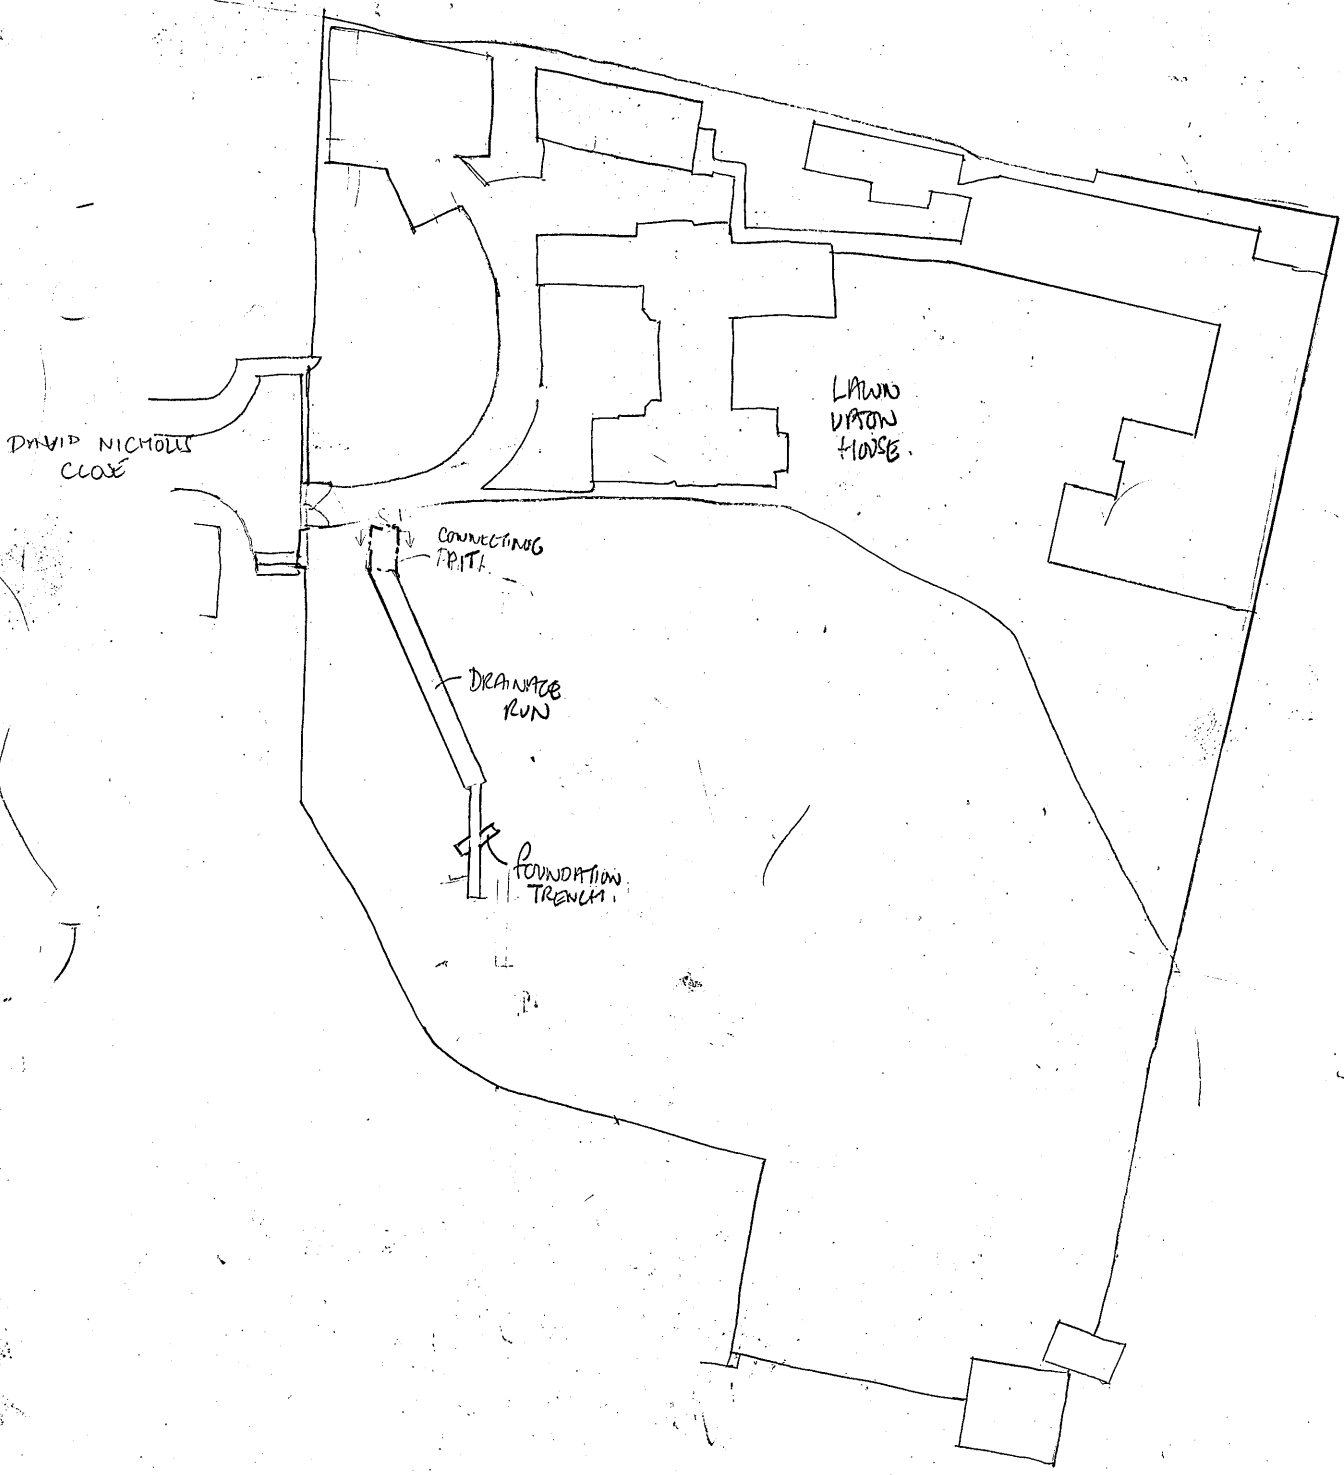 LAWN
UPTON
HOUSE.
DAVID NICHOLLS
CLOSE
CONNECTING
PIT
DRAINAGE
RUN
FOUNDATION
TRENCH.